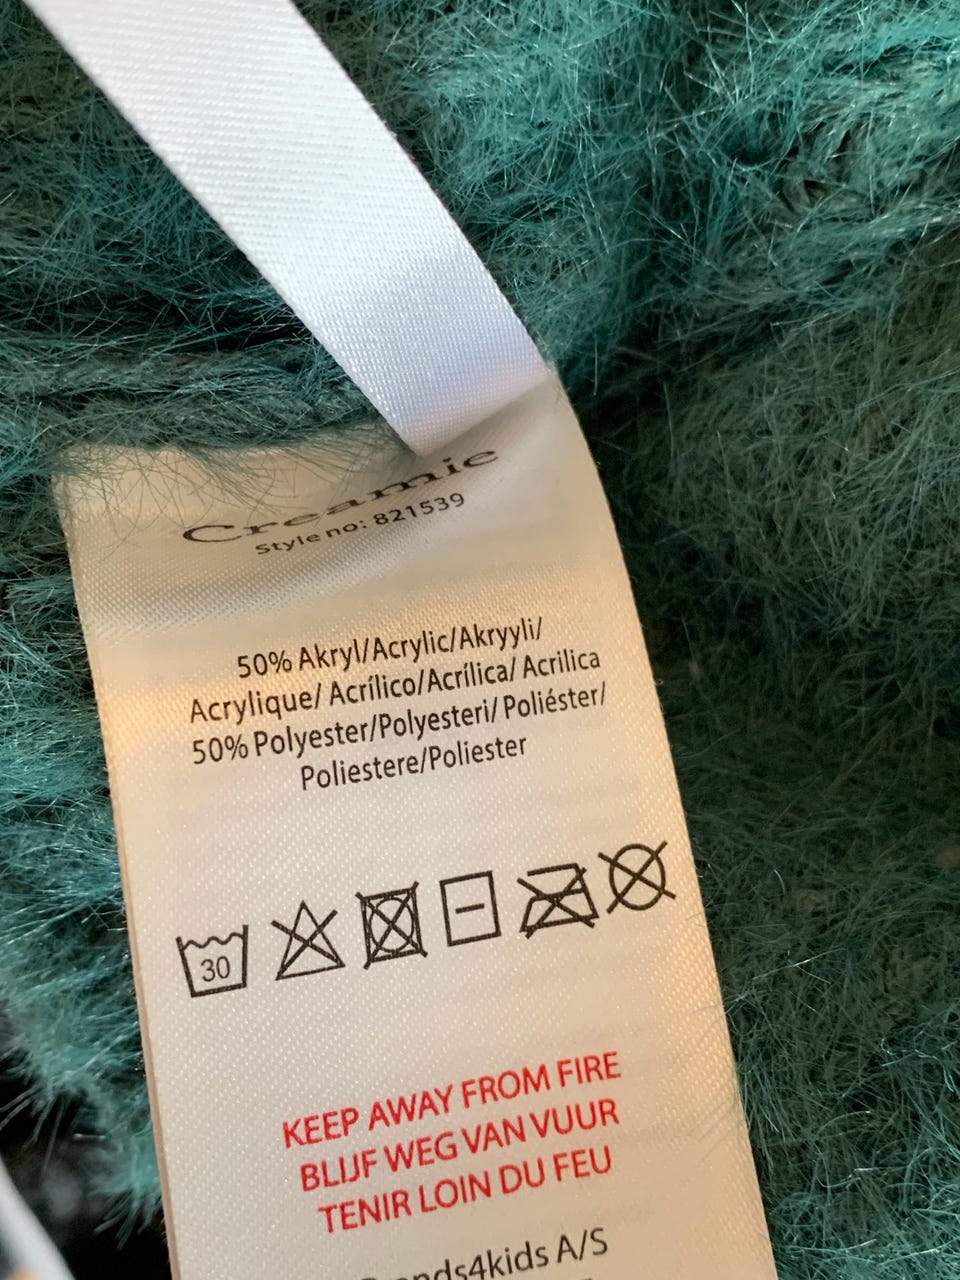 Creamie
Style no: 821539
50% Akryl/Acrylic/Akryyli/
Acrylique/ Acrílico/Acrílica/ Acrilica
50% Polyester/Polyesteri/ Poliéster/
Poliestere/Poliester
30
KEEP AWAY FROM FIRE
BLIJF WEG VAN VUUR
TENIR LOIN DU FEU
A/S